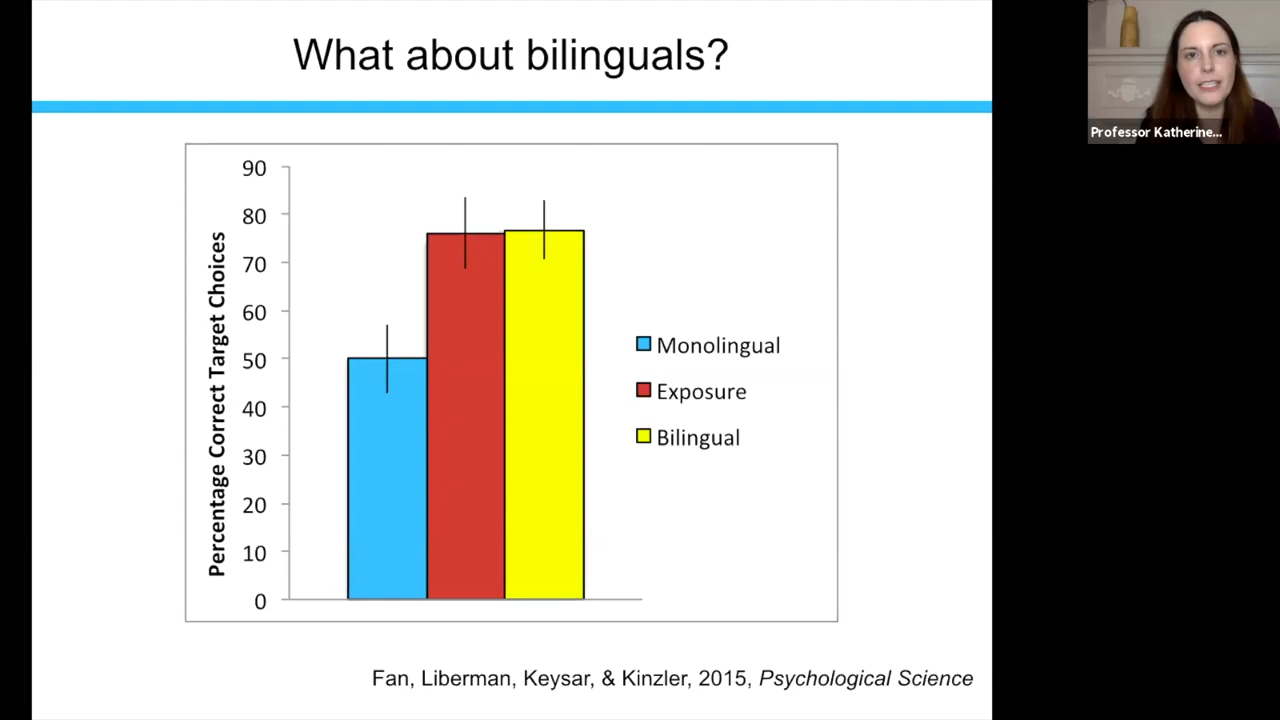 What about bilinguals?
Professor Katherine...
90
80
70
60
50
40
30
20
10
0
Percentage Correct Target Choices
Monolingual
Exposure
Bilingual
Fan, Liberman, Keysar, & Kinzler, 2015, Psychological Science